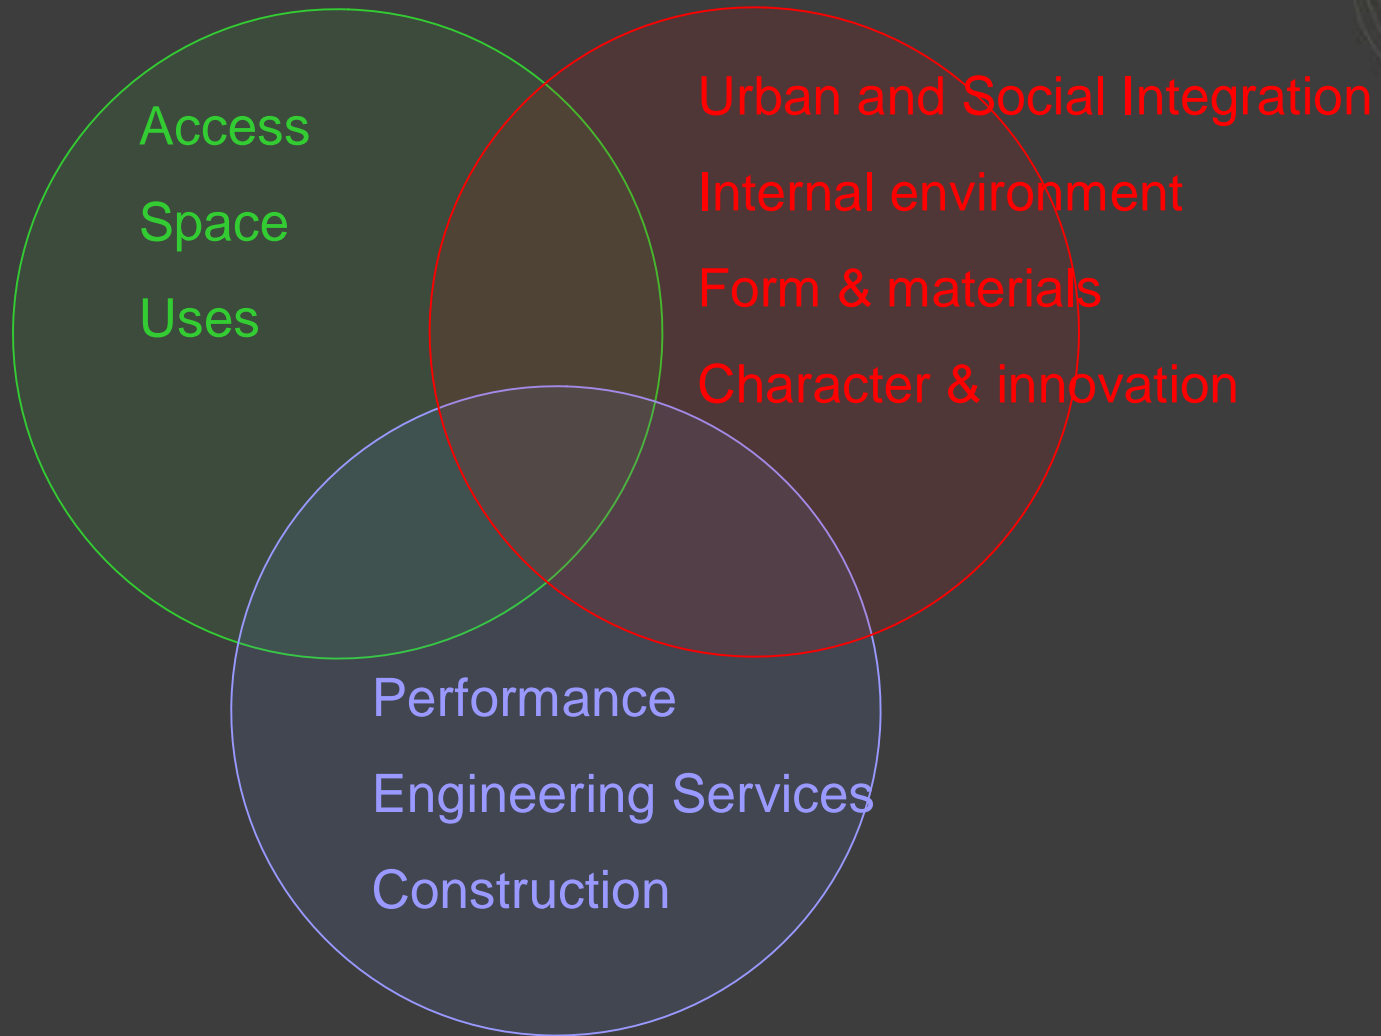 Access
Space
Uses
Urban and Social Integration
Internal environment
Form & materials
Character & innovation
Performance
Engineering Services
Construction